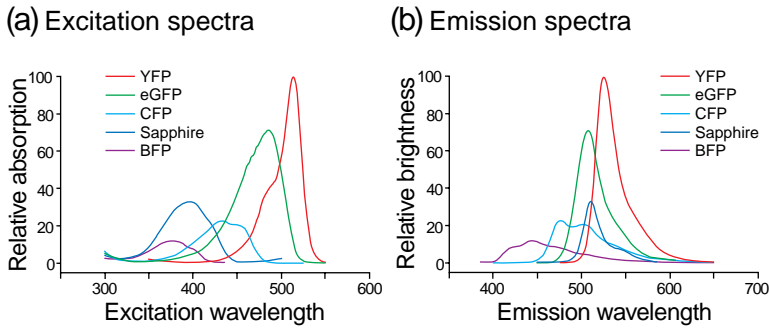 (a) Excitation spectra
Relative absorption
100
80
60
40
20
0
YFP
eGFP
CFP
Sapphire
BFP
300 400 500 600
Excitation wavelength
(b) Emission spectra
Relative brightness
100
80
60
40
20
0
YFP
eGFP
CFP
Sapphire
BFP
400 500 600 700
Emission wavelength